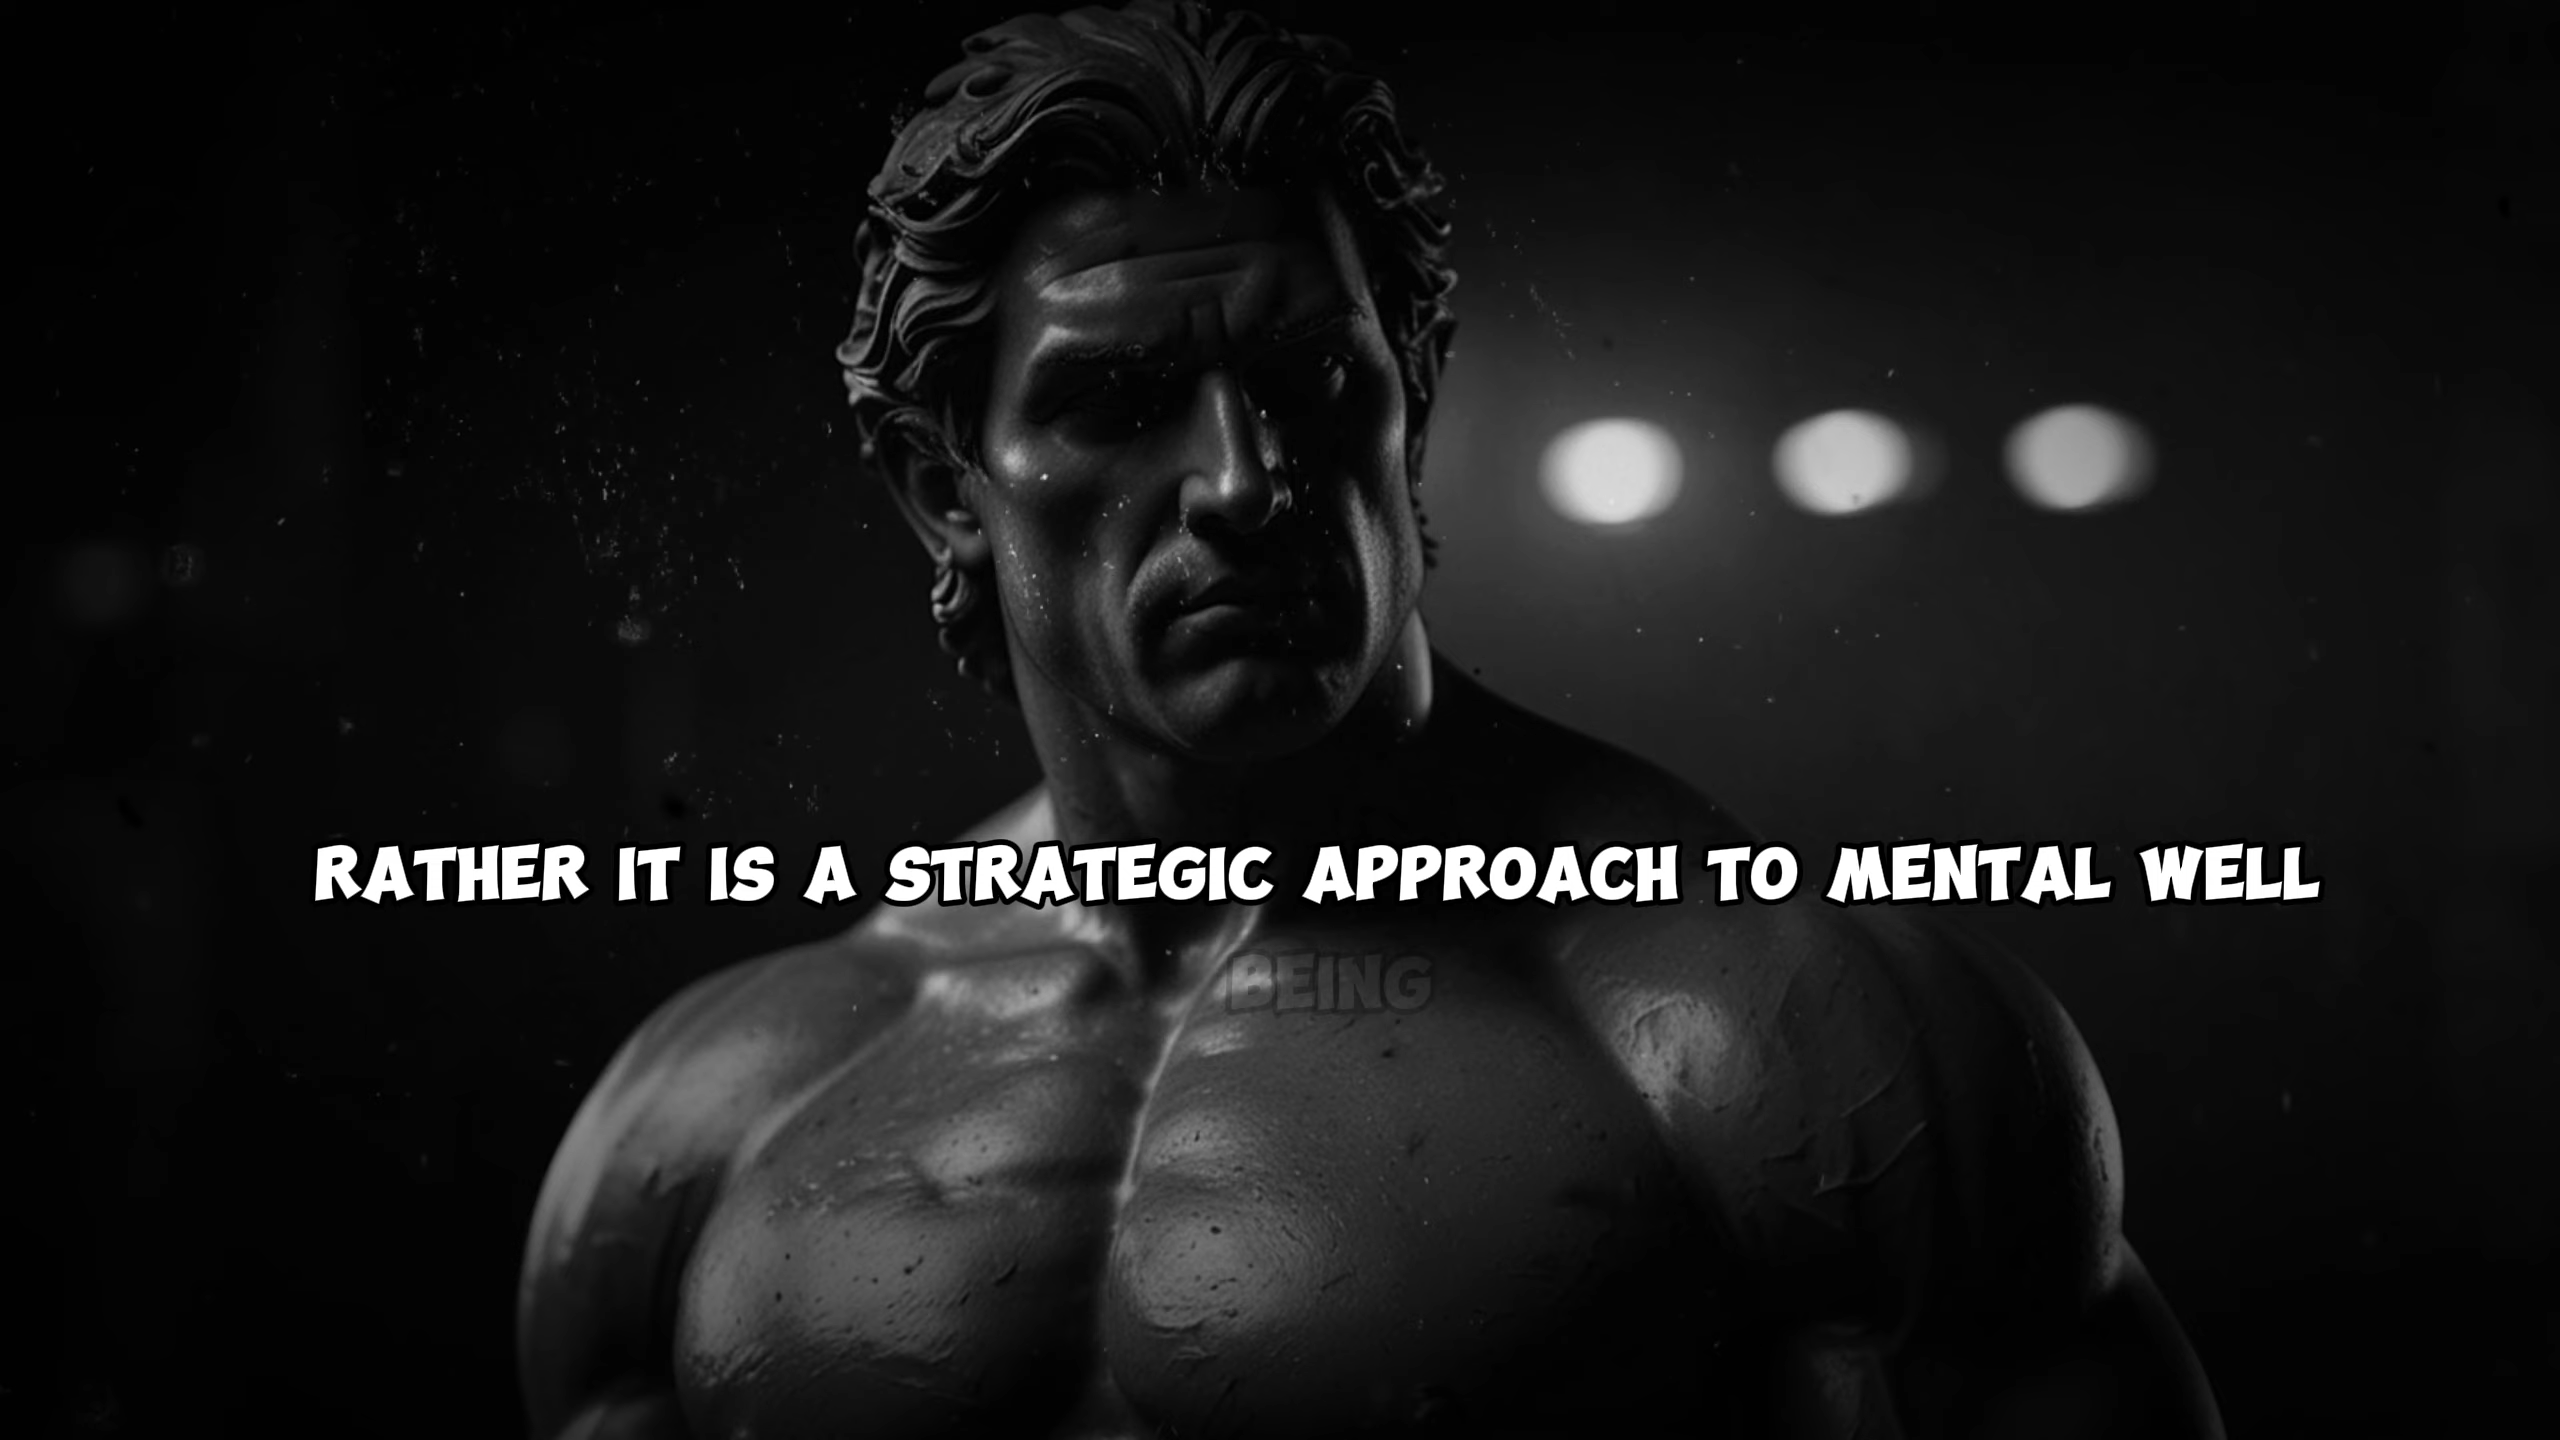 RATHER IT IS A STRATEGIC APPROACH TO MENTAL WELL
BEING